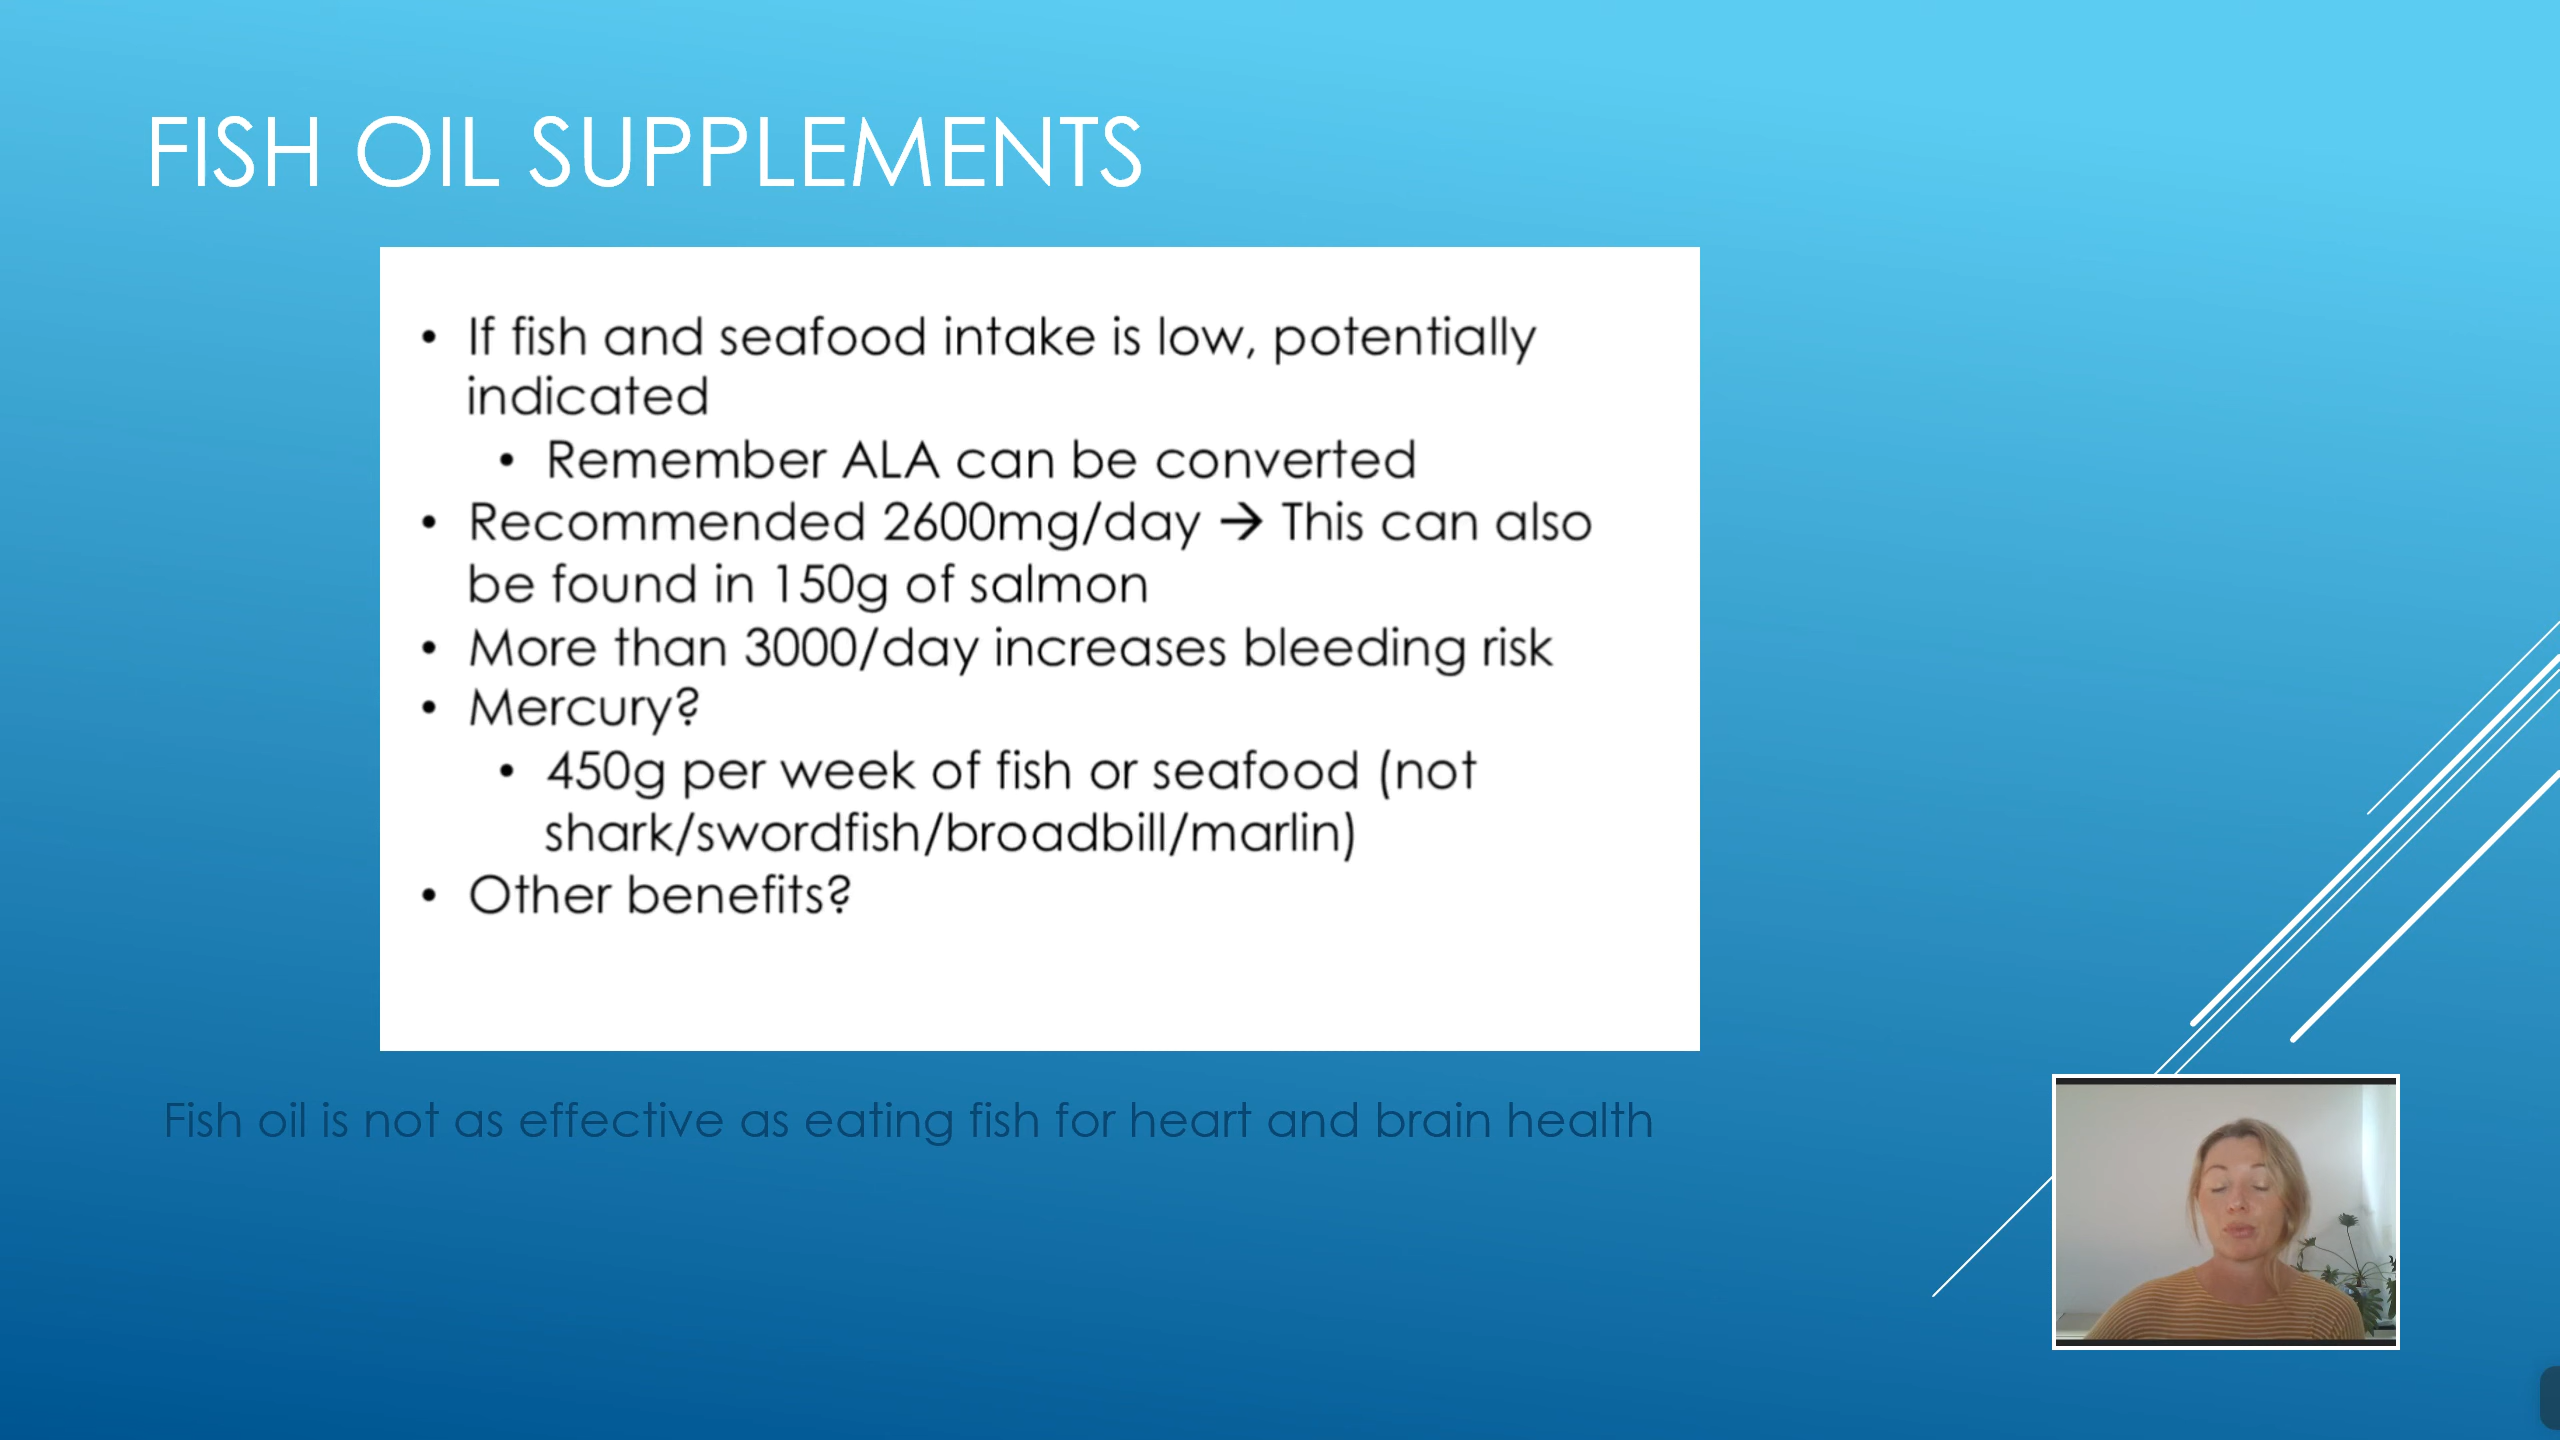 FISH OIL SUPPLEMENTS
• If fish and seafood intake is low, potentially
indicated
• Remember ALA can be converted
• Recommended 2600mg/day → This can also
be found in 150g of salmon
• More than 3000/day increases bleeding risk
• Mercury?
• 450g per week of fish or seafood (not
shark/swordfish/broadbill/marlin)
• Other benefits?
Fish oil is not as effective as eating fish for heart and brain health